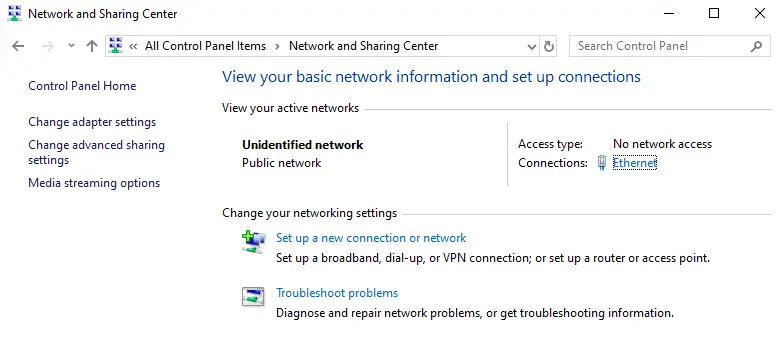 Network and Sharing Center
« All Control Panel Items › Network and Sharing Center
Search Control Panel
Control Panel Home
Change adapter settings
Change advanced sharing
settings
Media streaming options
View your basic network information and set up connections
View your active networks
Unidentified network
Public network
Access type: No network access
Connections: Ethernet
Change your networking settings
Set up a new connection or network
Set up a broadband, dial-up, or VPN connection; or set up a router or access point.
Troubleshoot problems
Diagnose and repair network problems, or get troubleshooting information.